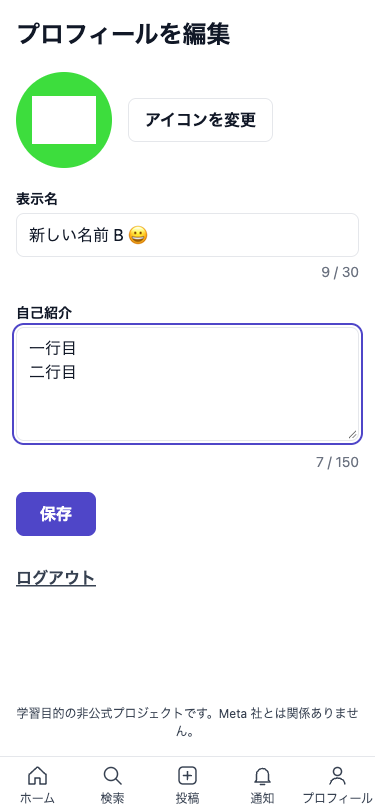 プロフィールを編集
アイコンを変更
表示名
新しい名前 B 😀
9 / 30
自己紹介
一行目
二行目
7 / 150
保存
ログアウト
学習目的の非公式プロジェクトです。Meta 社とは関係ありませ
ん。
ホーム
検索
投稿
通知
プロフィール